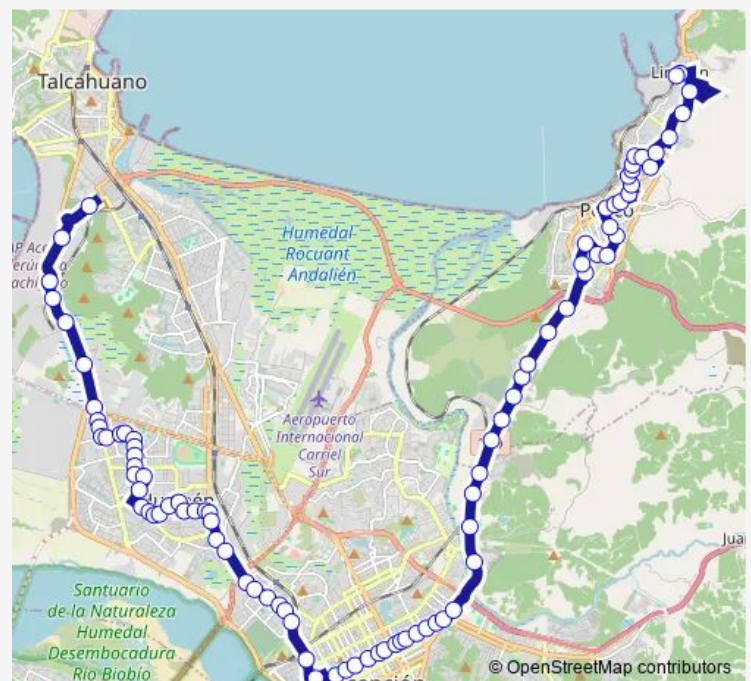 Talcahuano
Humedal
Rocuant
Andalién
Aeropuerto
Internacional
Carriel
Sur
Santuario
de la Naturaleza
Humedal
Desembocadura
Río Biobío
© OpenStreetMap contributors